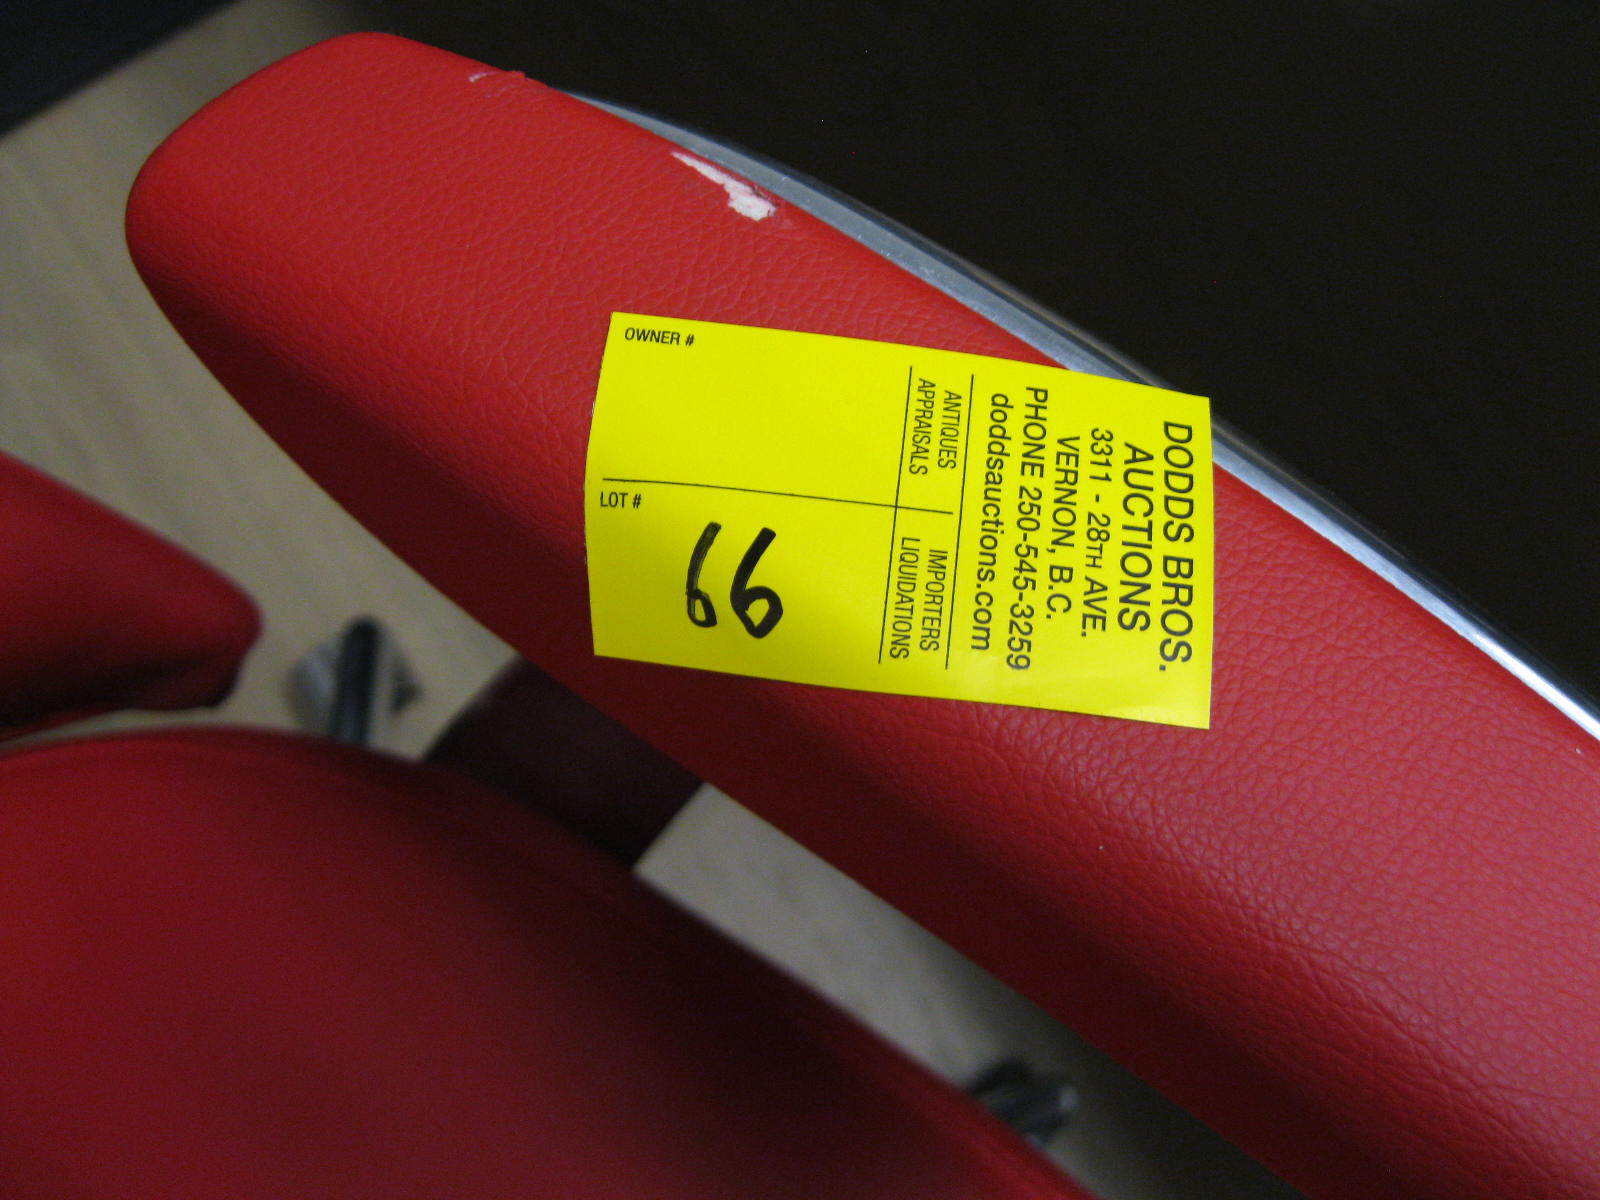 DODDS BROS.
AUCTIONS
3311 - 28TH AVE.
VERNON, B.C.
PHONE 250-545-3259
doddsauctions.com
ANTIQUES
APPRAISALS
IMPORTERS
LIQUIDATIONS
OWNER #
LOT #
66